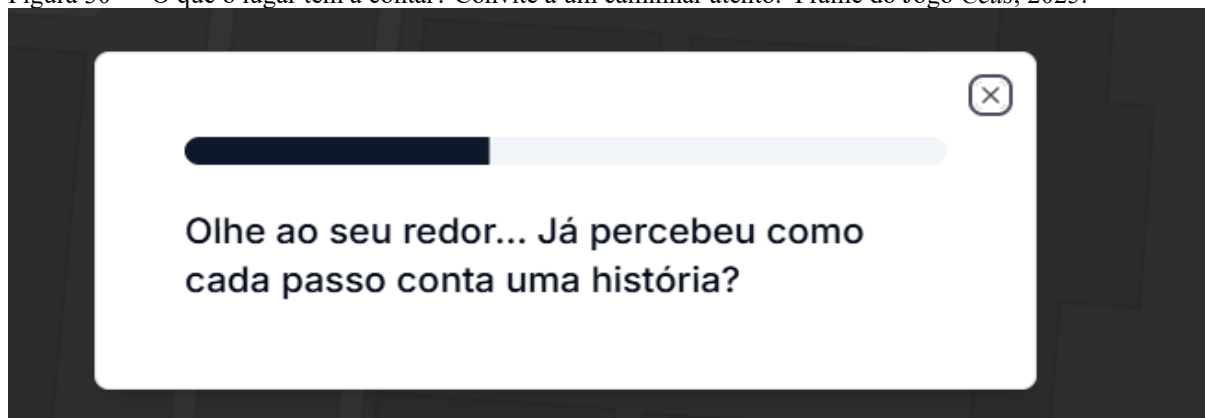 Figura 30 — O que o lugar tem a contar? Convite a um caminhar atento? Frame do Jogo Céus, 2025.
Olhe ao seu redor... Já percebeu como
cada passo conta uma história?